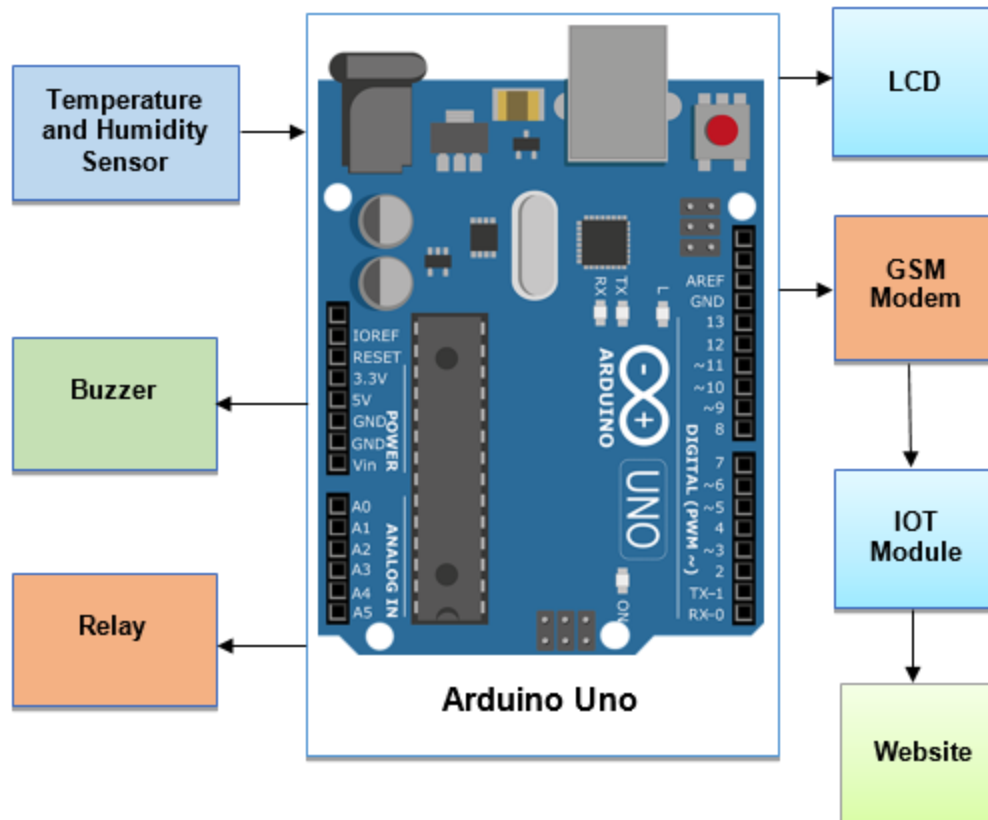 Temperature
and Humidity
Sensor
Buzzer
Relay
IOREF
RESET
3.3V
5V
GND
GND
Vin
POWER
A0
A1
A2
A3
A4
A5
ANALOG IN
RX
TX
L
ARDUINO
UNO
ON
AREF
GND
13
12
~11
~10
~9
8
7
~6
~5
4
~3
2
TX-1
RX-0
DIGITAL (PWM ~)
Arduino Uno
LCD
GSM
Modem
IOT
Module
Website